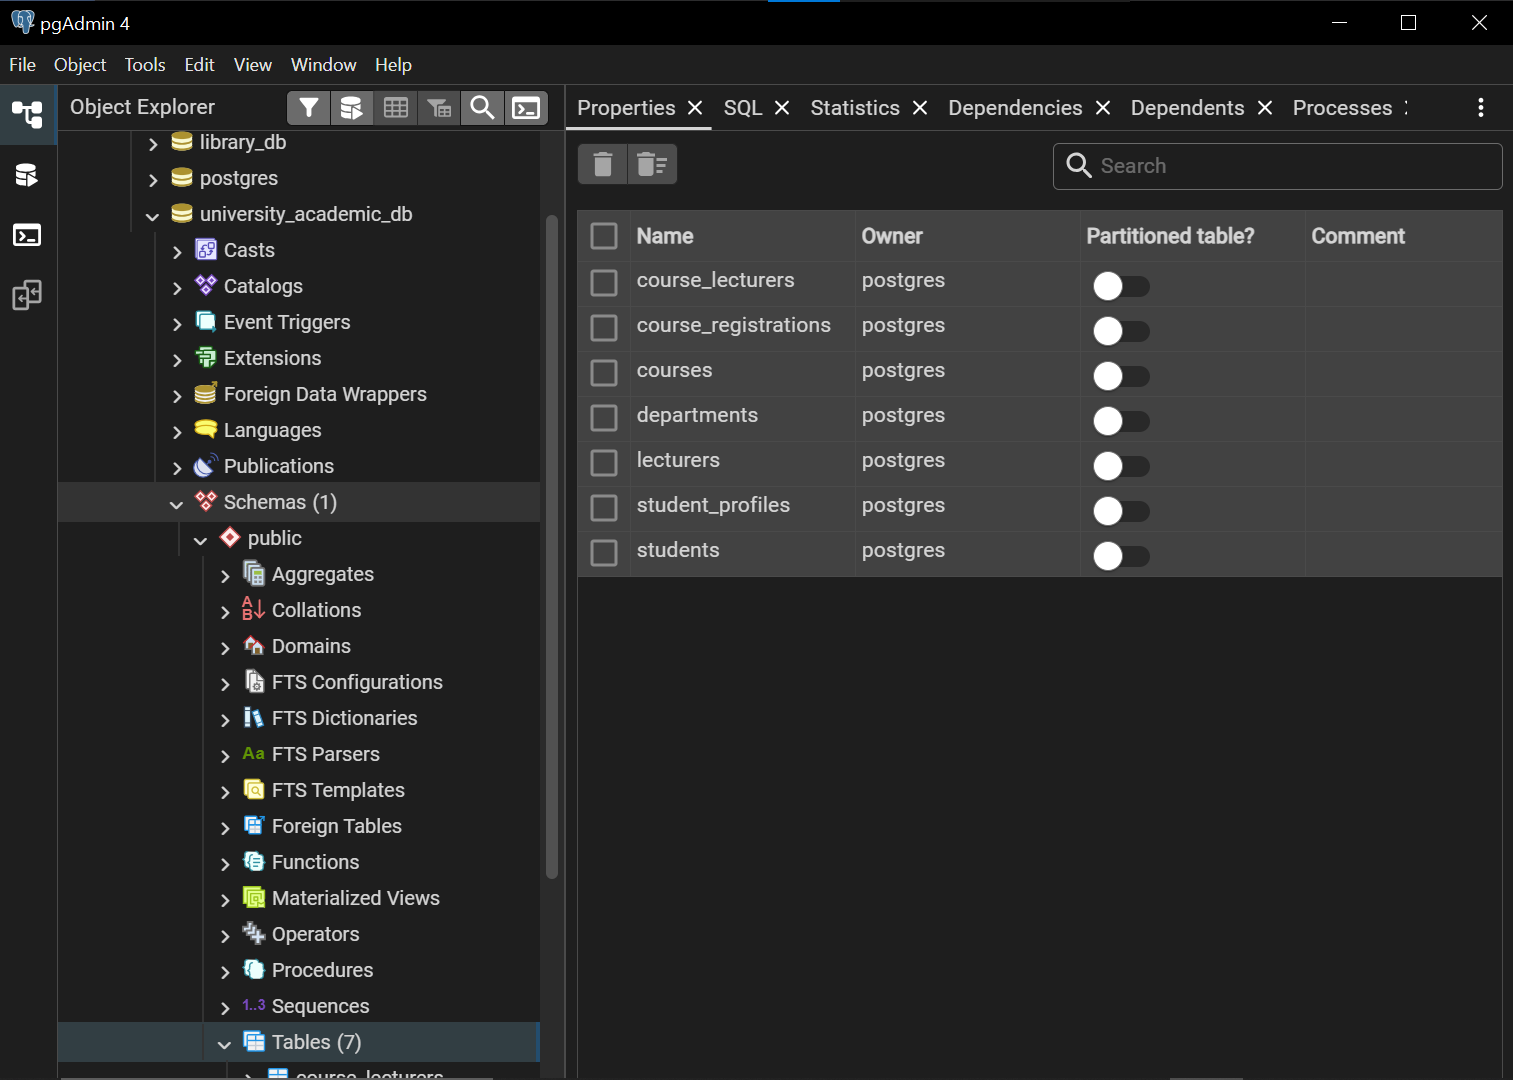 pgAdmin 4
File Object Tools Edit View Window Help
Object Explorer
library_db
postgres
university_academic_db
Casts
Catalogs
Event Triggers
Extensions
Foreign Data Wrappers
Languages
Publications
Schemas (1)
public
Aggregates
Collations
Domains
FTS Configurations
FTS Dictionaries
Aa FTS Parsers
FTS Templates
Foreign Tables
Functions
Materialized Views
Operators
Procedures
1..3 Sequences
Tables (7)
course_lecturers
Properties SQL Statistics Dependencies Dependents Processes
Search
Name Owner Partitioned table? Comment
course_lecturers postgres
course_registrations postgres
courses postgres
departments postgres
lecturers postgres
student_profiles postgres
students postgres